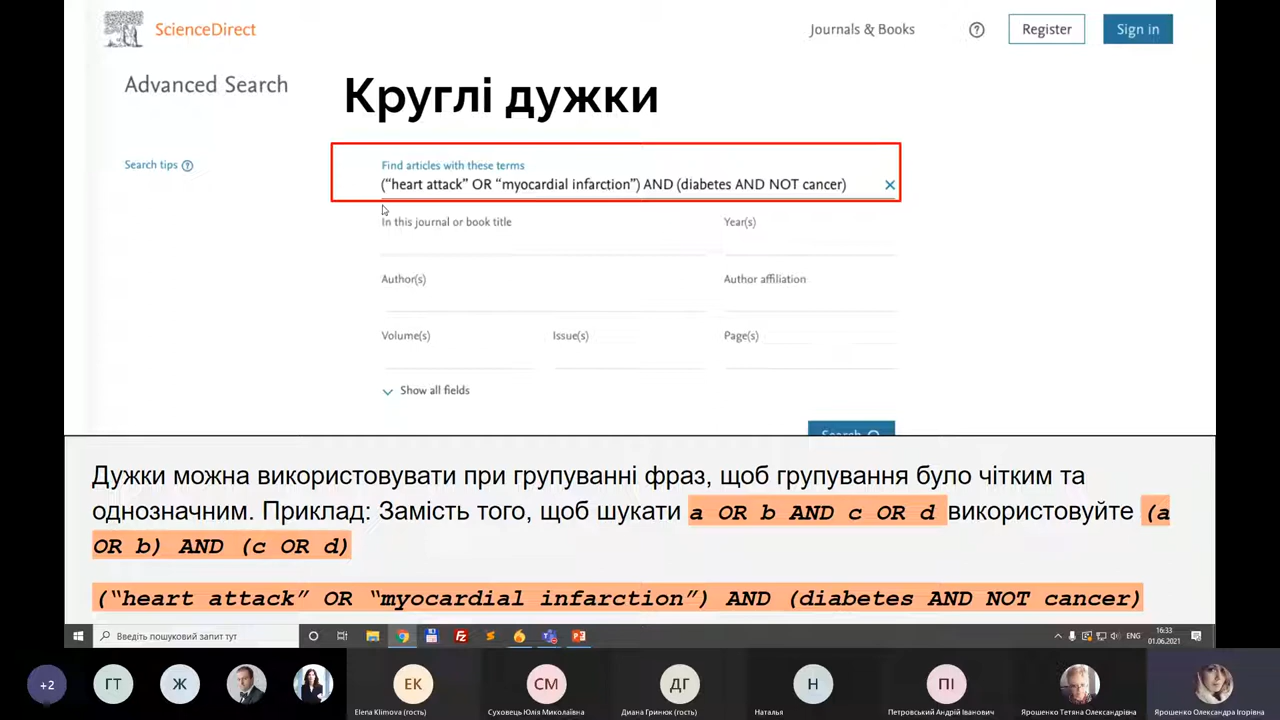 ScienceDirect
Journals & Books
?
Register
Sign in
Advanced Search
Круглі дужки
Search tips ?
Find articles with these terms
(“heart attack” OR “myocardial infarction”) AND (diabetes AND NOT cancer)
In this journal or book title
Year(s)
Author(s)
Author affiliation
Volume(s)
Issue(s)
Page(s)
Show all fields
Search
Дужки можна використовувати при групуванні фраз, щоб групування було чітким та
однозначним. Приклад: Замість того, щоб шукати a OR b AND c OR d використовуйте (a
OR b) AND (c OR d)
(“heart attack” OR “myocardial infarction”) AND (diabetes AND NOT cancer)
Введіть пошуковий запит тут
ENG
16:33
01.06.2021
+2
ГТ
Ж
ЕК
СМ
ДГ
Н
ПІ
Elena Klimova (гость)
Суховець Юлія Миколаївна
Диана Гринюк (гость)
Наталья
Петровський Андрій Іванович
Ярошенко Тетяна Олександрівна
Ярошенко Олександра Ігорівна